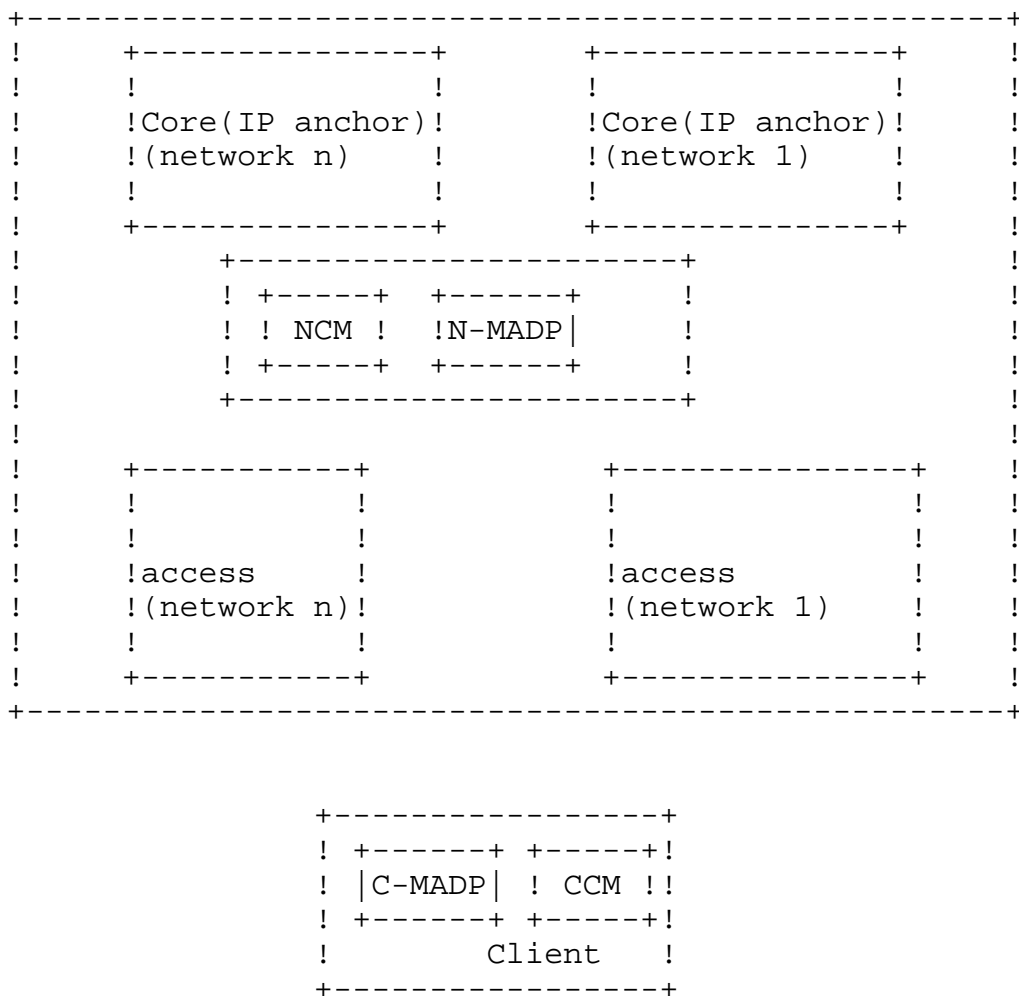 Core(IP anchor) Core(IP anchor)
(network n) (network 1)
NCM N-MADP
access access
(network n) (network 1)
C-MADP CCM
Client